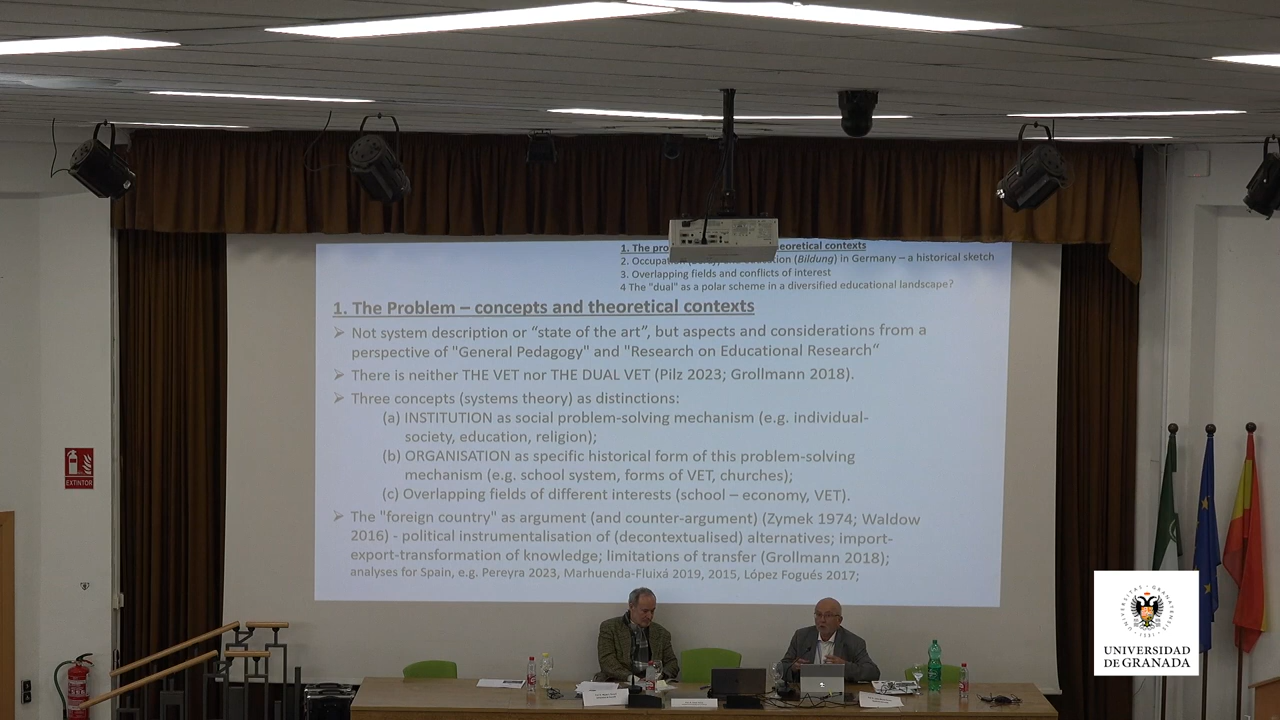 1. The pro eoretical contexts
2. Occupa (Bildung) in Germany – a historical sketch
3. Overlapping fields and conflicts of interest
4 The "dual" as a polar scheme in a diversified educational landscape?
1. The Problem – concepts and theoretical contexts
➢ Not system description or “state of the art”, but aspects and considerations from a
perspective of "General Pedagogy" and "Research on Educational Research“
➢ There is neither THE VET nor THE DUAL VET (Pilz 2023; Grollmann 2018).
➢ Three concepts (systems theory) as distinctions:
(a) INSTITUTION as social problem-solving mechanism (e.g. individual-
society, education, religion);
(b) ORGANISATION as specific historical form of this problem-solving
mechanism (e.g. school system, forms of VET, churches);
(c) Overlapping fields of different interests (school – economy, VET).
➢ The "foreign country" as argument (and counter-argument) (Zymek 1974; Waldow
2016) - political instrumentalisation of (decontextualised) alternatives; import-
export-transformation of knowledge; limitations of transfer (Grollmann 2018);
analyses for Spain, e.g. Pereyra 2023, Marhuenda-Fluixá 2019, 2015, López Fogués 2017;
EXTINTOR
UNIVERSITAS GRANATENSIS
1531
UNIVERSIDAD
DE GRANADA